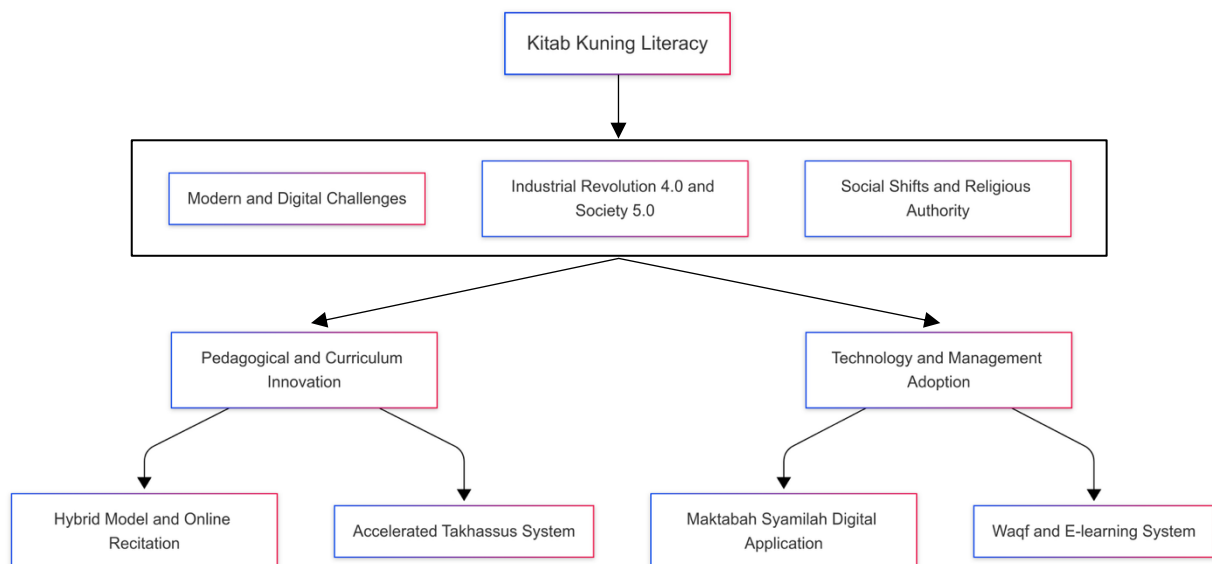 Kitab Kuning Literacy
Modern and Digital Challenges
Industrial Revolution 4.0 and
Society 5.0
Social Shifts and Religious
Authority
Pedagogical and Curriculum
Innovation
Technology and Management
Adoption
Hybrid Model and Online
Recitation
Accelerated Takhassus System
Maktabah Syamilah Digital
Application
Waqf and E-learning System